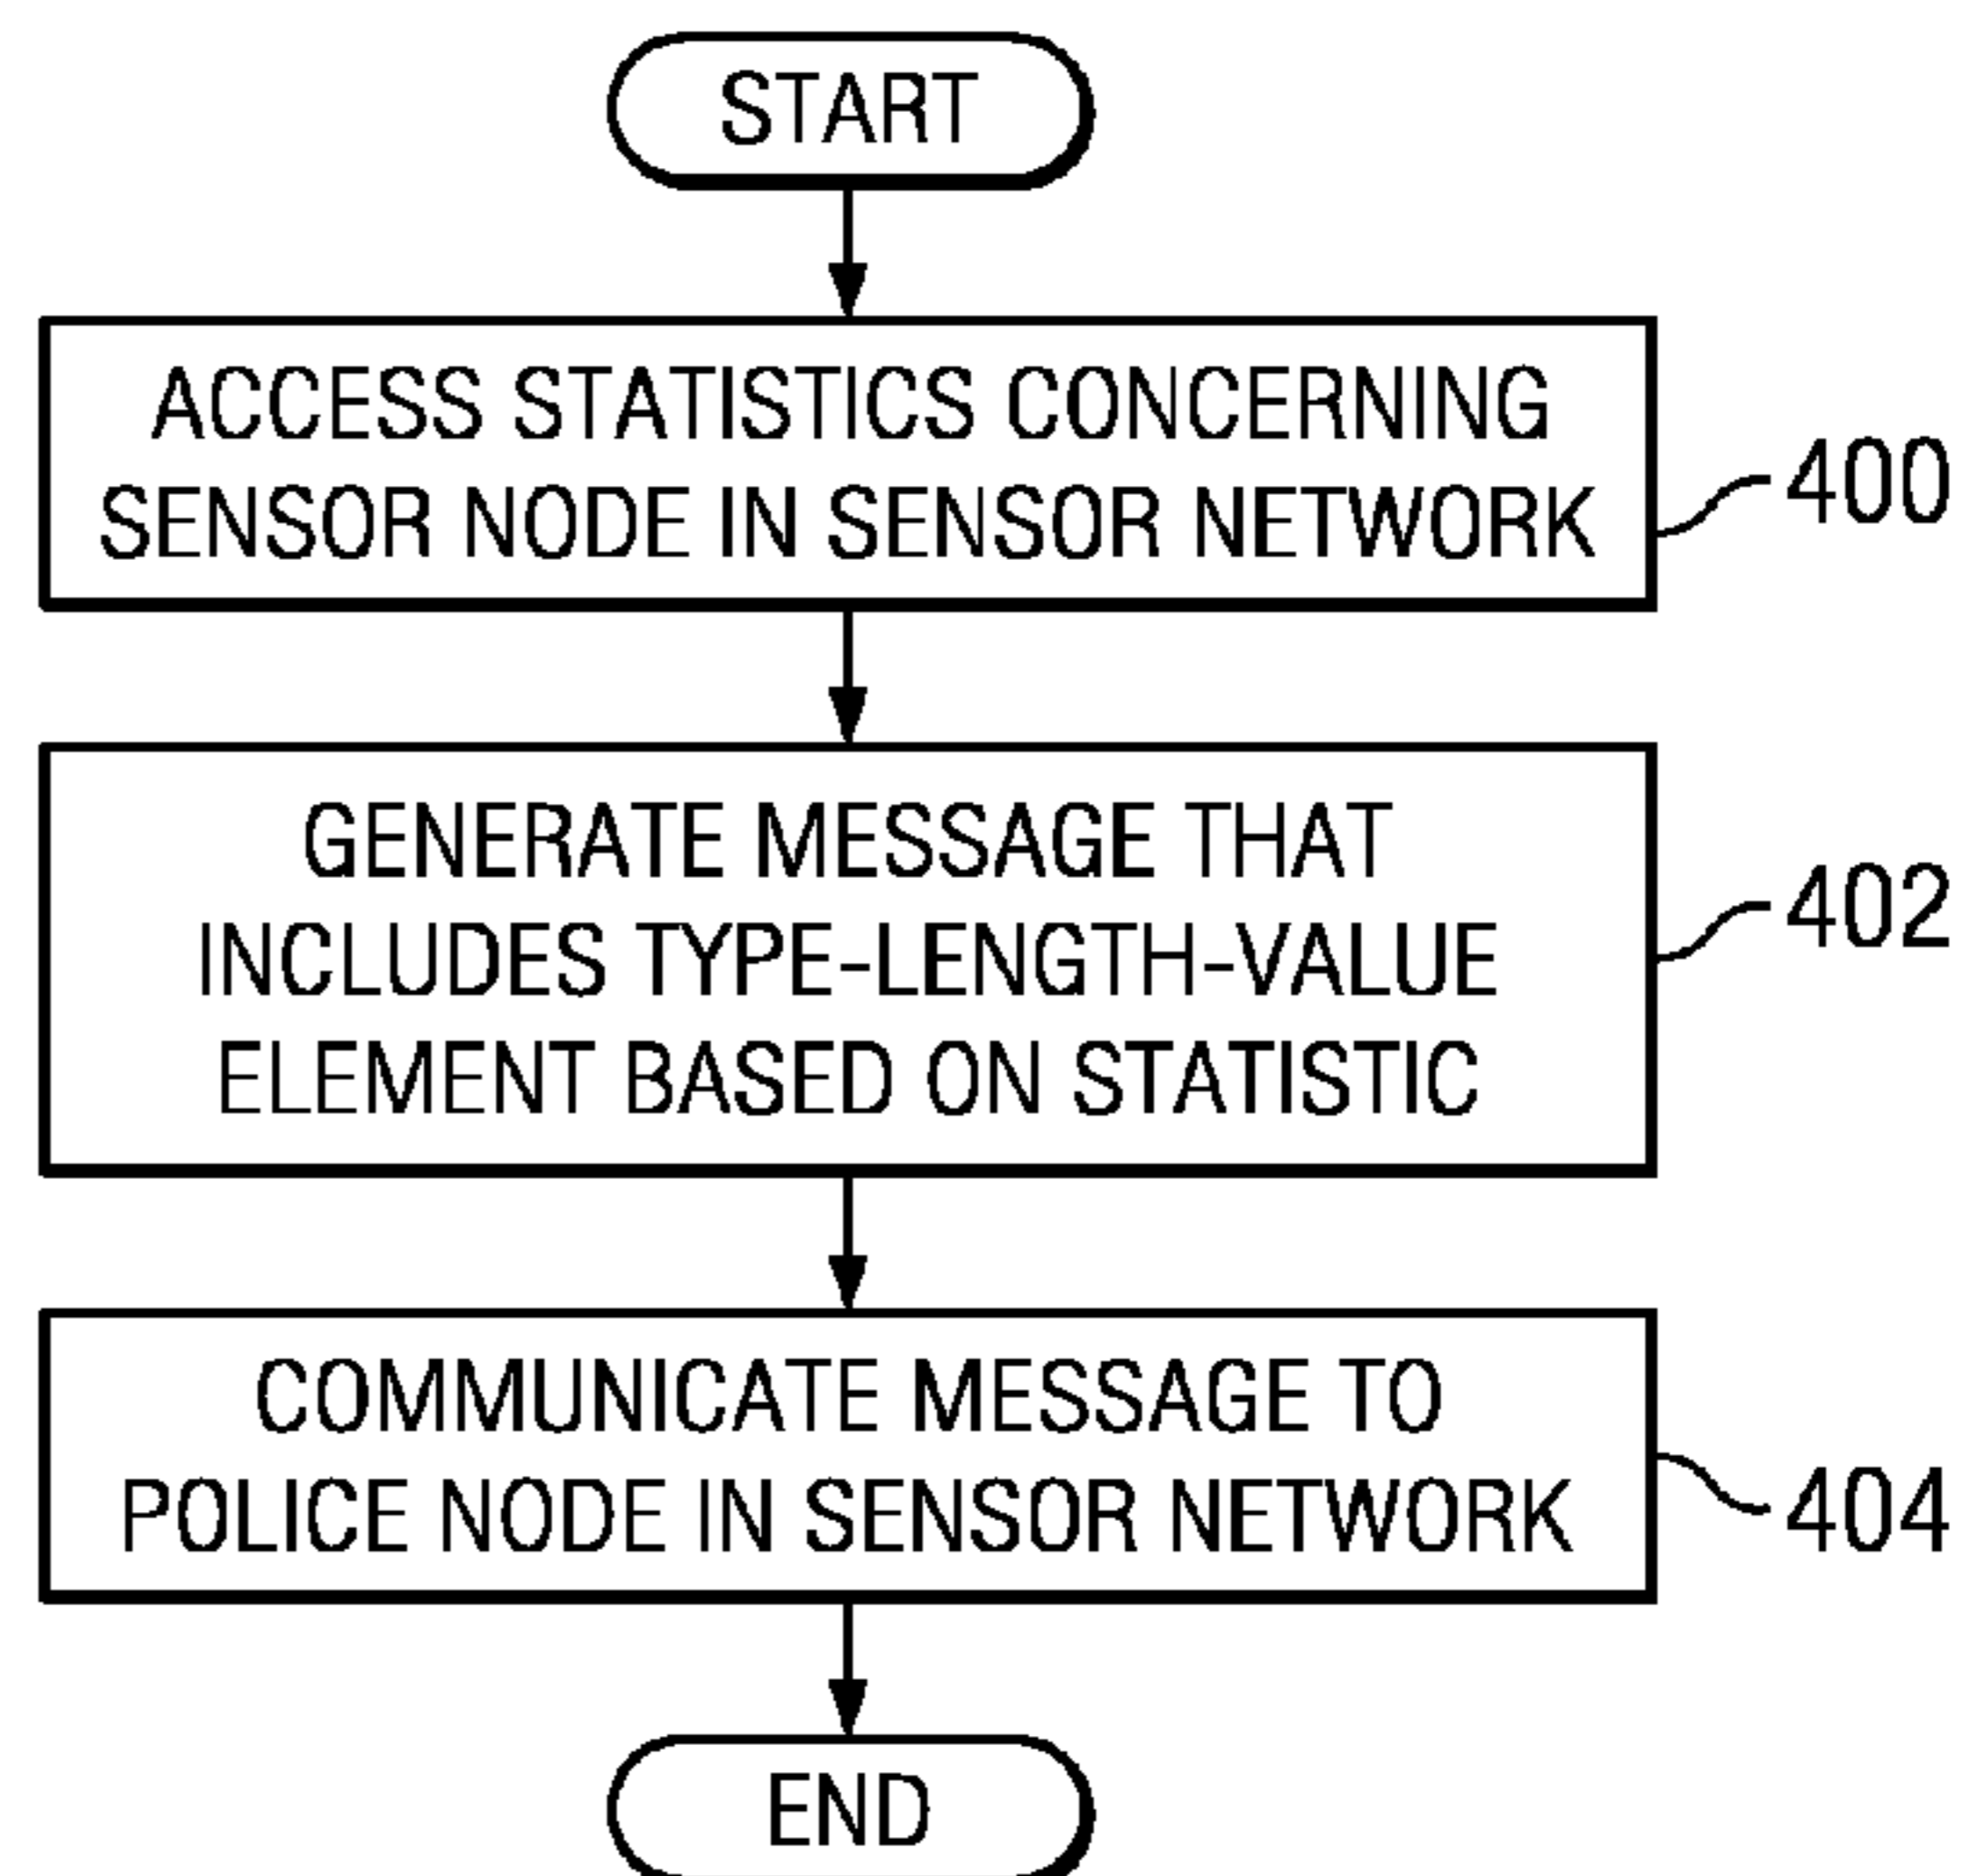 START
ACCESS STATISTICS CONCERNING
SENSOR NODE IN SENSOR NETWORK
400
GENERATE MESSAGE THAT
INCLUDES TYPE-LENGTH-VALUE
ELEMENT BASED ON STATISTIC
402
COMMUNICATE MESSAGE TO
POLICE NODE IN SENSOR NETWORK
404
END